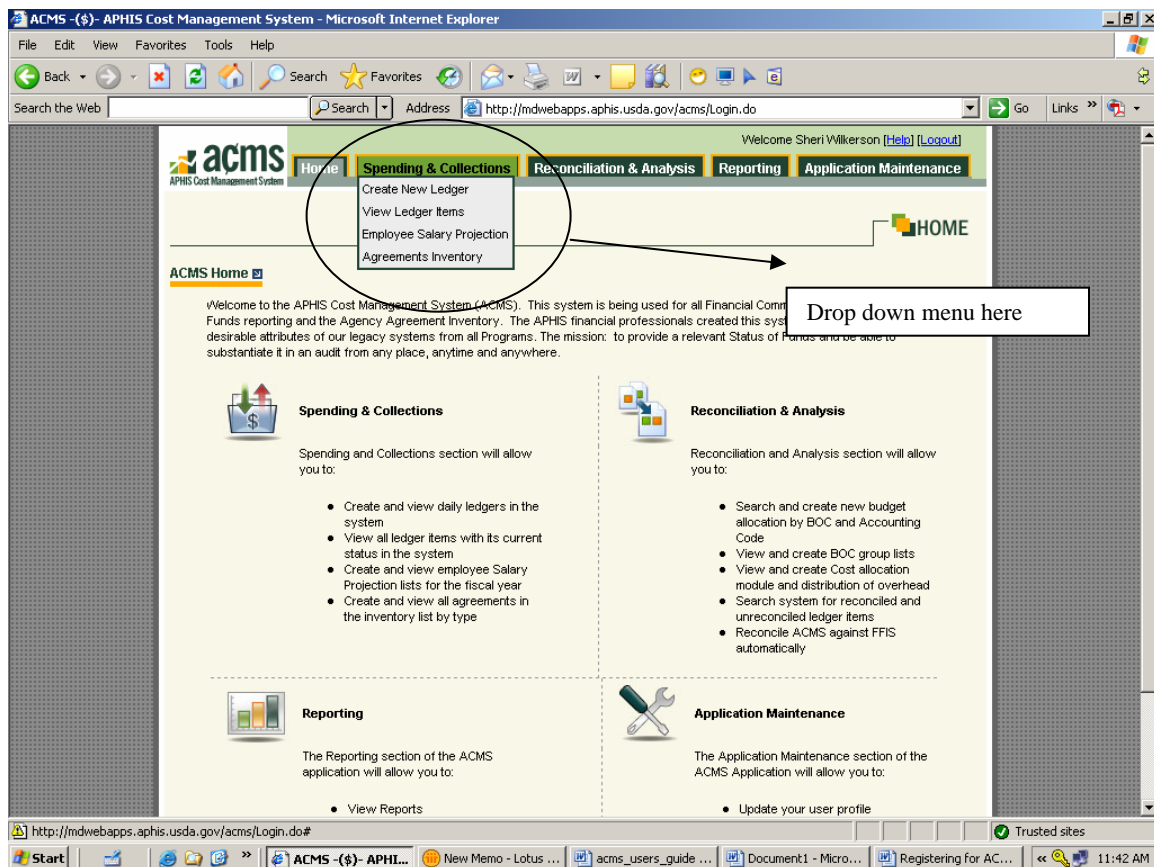 ACMS -($)- APHIS Cost Management System - Microsoft Internet Explorer
File Edit View Favorites Tools Help
Back Search Favorites
Search the Web Search Address http://mdwebapps.aphis.usda.gov/acms/Login.do Go Links »
Welcome Sheri Wilkerson [Help] [Logout]
acms
APHIS Cost Management System
Home Spending & Collections Reconciliation & Analysis Reporting Application Maintenance
Create New Ledger
View Ledger Items
Employee Salary Projection
Agreements Inventory
HOME
ACMS Home
Drop down menu here
Welcome to the APHIS Cost Management System (ACMS). This system is being used for all Financial Comm
Funds reporting and the Agency Agreement Inventory. The APHIS financial professionals created this sys
desirable attributes of our legacy systems from all Programs. The mission: to provide a relevant Status of Funds and be able to
substantiate it in an audit from any place, anytime and anywhere.
Spending & Collections
Spending and Collections section will allow
you to:
• Create and view daily ledgers in the
system
• View all ledger items with its current
status in the system
• Create and view employee Salary
Projection lists for the fiscal year
• Create and view all agreements in
the inventory list by type
Reconciliation & Analysis
Reconciliation and Analysis section will allow
you to:
• Search and create new budget
allocation by BOC and Accounting
Code
• View and create BOC group lists
• View and create Cost allocation
module and distribution of overhead
• Search system for reconciled and
unreconciled ledger items
• Reconcile ACMS against FFIS
automatically
Reporting
The Reporting section of the ACMS
application will allow you to:
• View Reports
Application Maintenance
The Application Maintenance section of the
ACMS Application will allow you to:
• Update your user profile
http://mdwebapps.aphis.usda.gov/acms/Login.do# Trusted sites
Start » ACMS -($)- APHI... New Memo - Lotus ... acms_users_guide ... Document1 - Micro... Registering for AC... « 11:42 AM